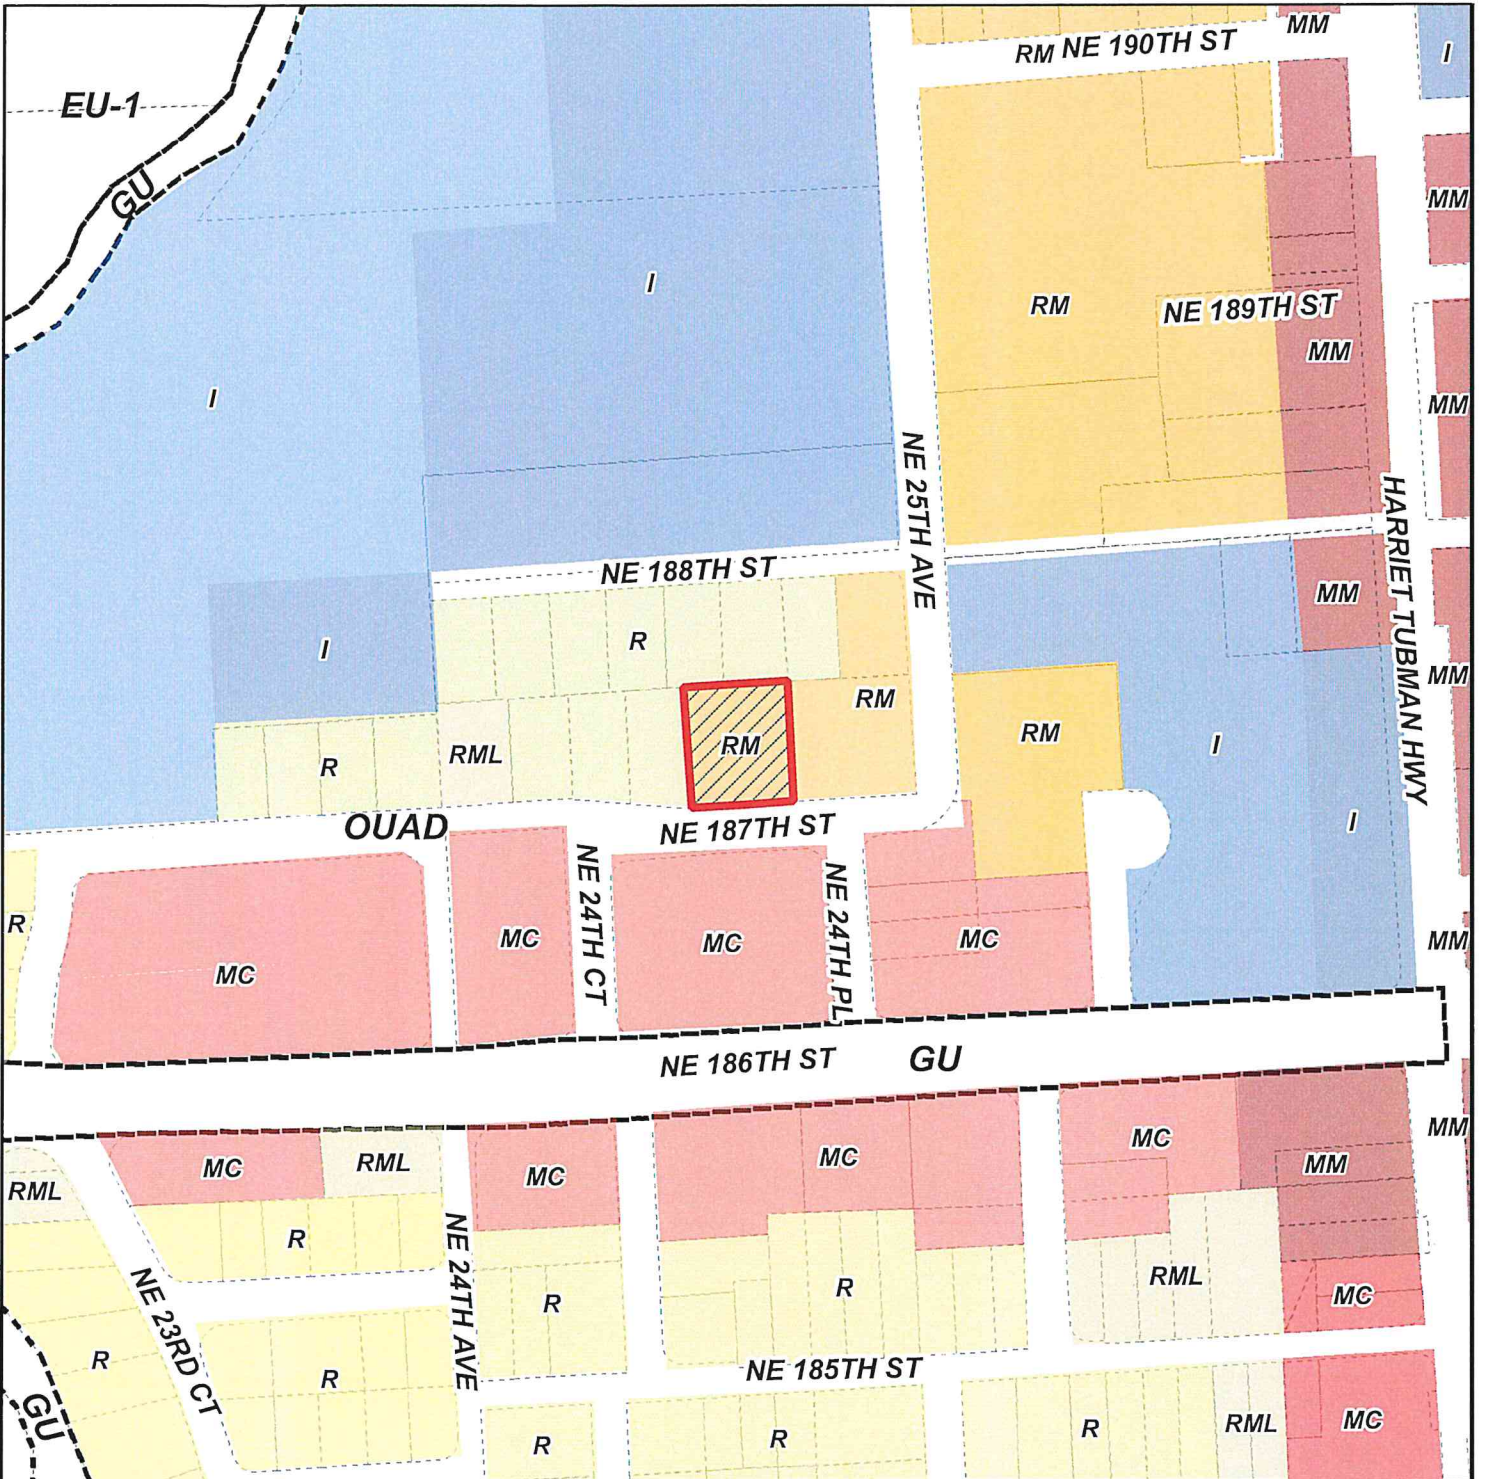 MM
RM NE 190TH ST
I
EU-1
GU
MM
I
RM
NE 189TH ST
MM
I
MM
NE 25TH AVE
HARRIET TUBMAN HWY
NE 188TH ST
MM
R
I
MM
RM
RM
RM
I
RML
R
I
OUAD
NE 187TH ST
NE 24TH CT
NE 24TH PL
R
MC
MC
MC
MM
MC
NE 186TH ST
GU
MM
MC
MC
RML
MC
MM
RML
MC
R
NE 24TH AVE
RML
R
R
MC
NE 23RD CT
R
R
NE 185TH ST
GU
R
R
R
RML
MC